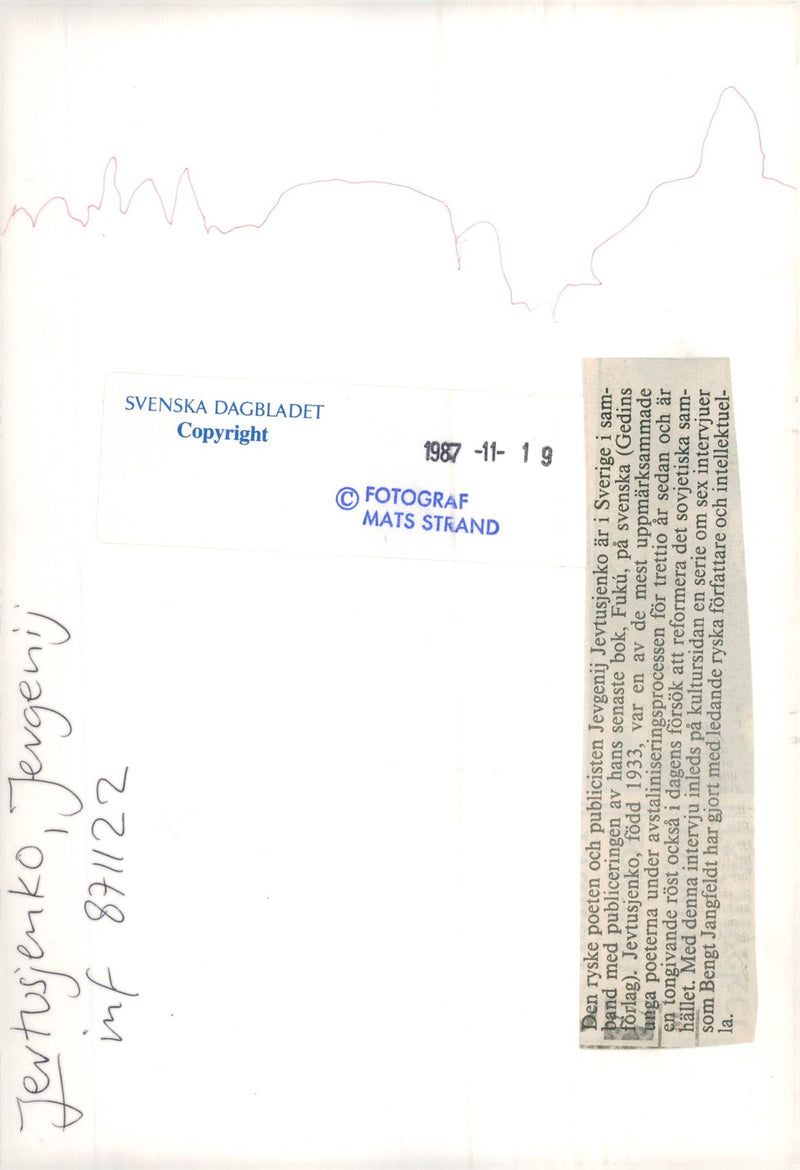 SVENSKA DAGBLADET
Copyright
1987 -11- 19
© FOTOGRAF
MATS STRAND
Jevtusjenko, Jevgenij
inf 871122
Den ryske poeten och publicisten Jevgenij Jevtusjenko är i Sverige i sam-
band med publiceringen av hans senaste bok, Fukú, på svenska (Gedins
förlag). Jevtusjenko, född 1933, var en av de mest uppmärksammade
unga poeterna under avstaliniseringsprocessen för trettio år sedan och är
en tongivande röst också i dagens försök att reformera det sovjetiska sam-
hället. Med denna intervju inleds på kultursidan en serie om sex intervjuer
som Bengt Jangfeldt har gjort med ledande ryska författare och intellektuel-
la.